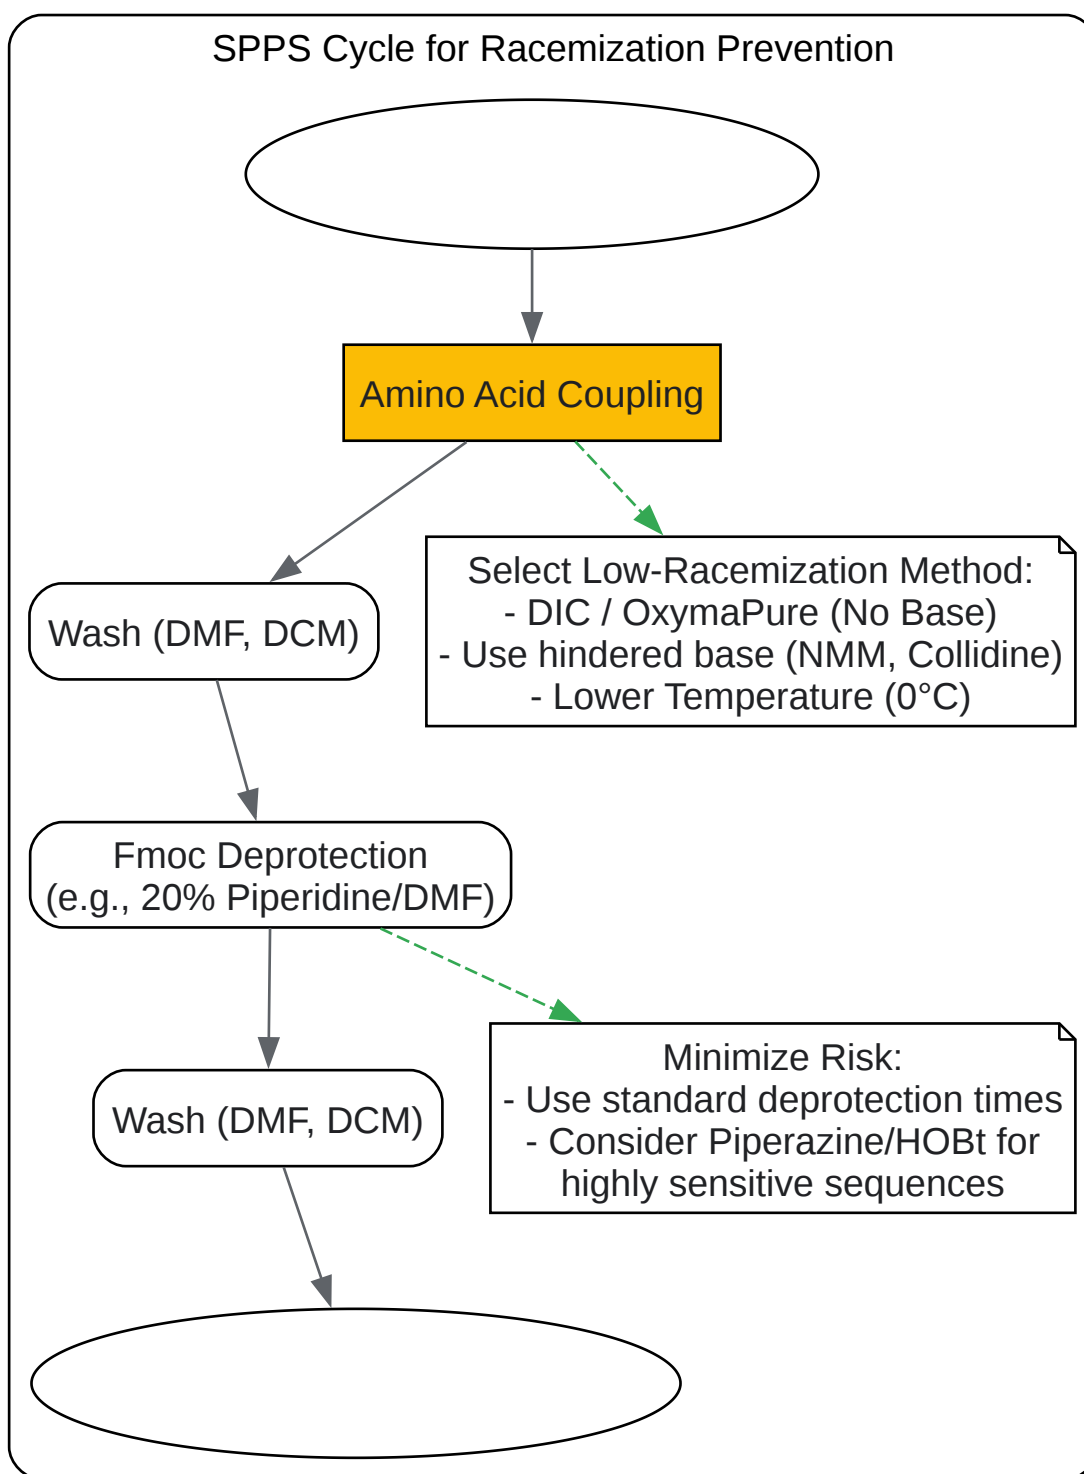 SPPS Cycle for Racemization Prevention
Amino Acid Coupling
Select Low-Racemization Method:
- DIC / OxymaPure (No Base)
- Use hindered base (NMM, Collidine)
- Lower Temperature (0°C)
Wash (DMF, DCM)
Fmoc Deprotection
(e.g., 20% Piperidine/DMF)
Minimize Risk:
- Use standard deprotection times
- Consider Piperazine/HOBt for
highly sensitive sequences
Wash (DMF, DCM)